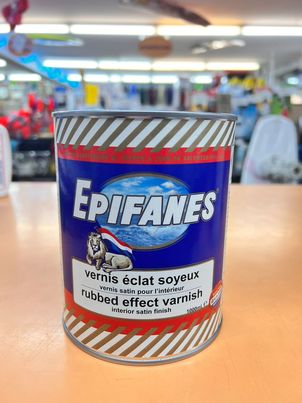 EPIFANES
vernis éclat soyeux
vernis satin pour l'intérieur
rubbed effect varnish
interior satin finish
1000ml